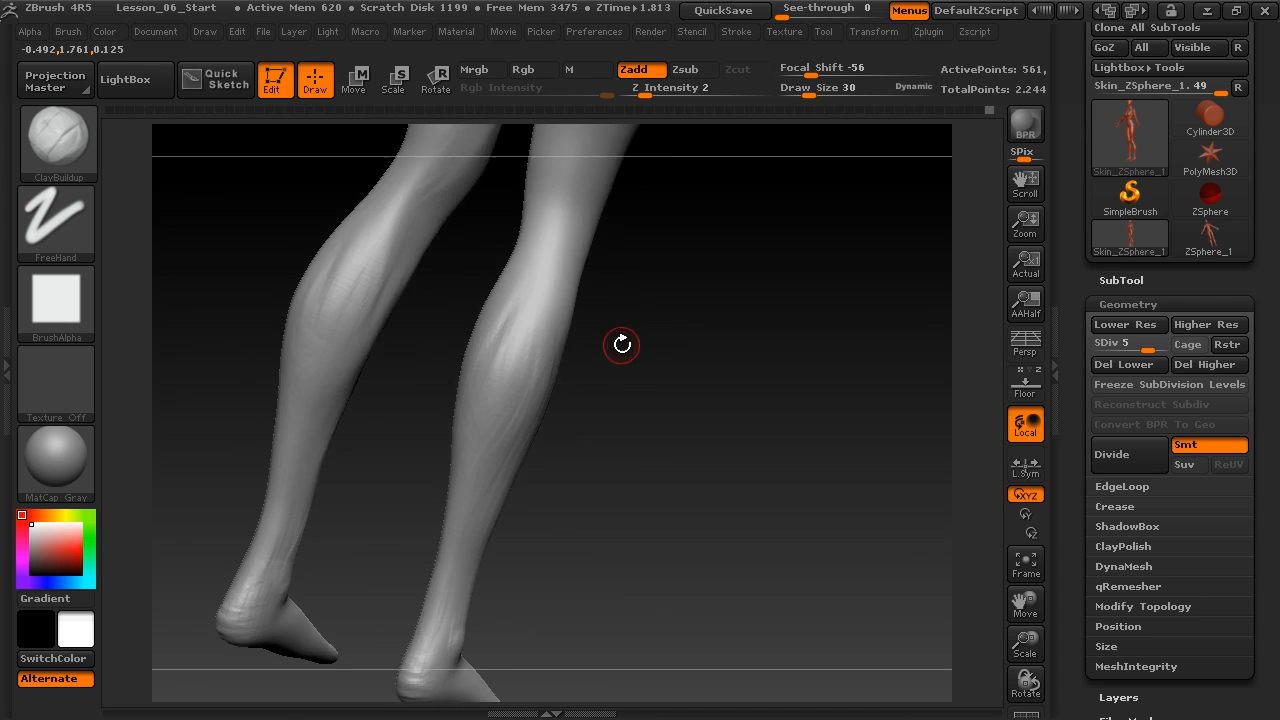 ZBrush 4R5 Lesson_06_Start • Active Mem 620 • Scratch Disk 1199 • Free Mem 3475 • ZTime▸1.813 QuickSave See-through 0 Menus DefaultZScript
Alpha Brush Color Document Draw Edit File Layer Light Macro Marker Material Movie Picker Preferences Render Stencil Stroke Texture Tool Transform Zplugin Zscript
-0.492,1.761,0.125
Projection Master
LightBox
Quick Sketch
Edit
Draw
Move
Scale
Rotate
Mrgb Rgb M
Rgb Intensity
Zadd Zsub Zcut
Z Intensity 2
Focal Shift -56
Draw Size 30 Dynamic
ActivePoints: 561,
TotalPoints: 2.244
ClayBuildup
FreeHand
BrushAlpha
Texture Off
MatCap Gray
Gradient
SwitchColor
Alternate
BPR
SPix
Scroll
Zoom
Actual
AAHalf
Persp
X Y Z
Floor
Local
L.Sym
XYZ
Y
Z
Frame
Move
Scale
Rotate
Clone All SubTools
GoZ All Visible R
Lightbox▸Tools
Skin_ZSphere_1. 49 R
Skin_ZSphere_1
Cylinder3D
PolyMesh3D
SimpleBrush
ZSphere
Skin_ZSphere_1
ZSphere_1
SubTool
Geometry
Lower Res Higher Res
SDiv 5 Cage Rstr
Del Lower Del Higher
Freeze SubDivision Levels
Reconstruct Subdiv
Convert BPR To Geo
Divide
Smt
Suv ReUV
EdgeLoop
Crease
ShadowBox
ClayPolish
DynaMesh
qRemesher
Modify Topology
Position
Size
MeshIntegrity
Layers